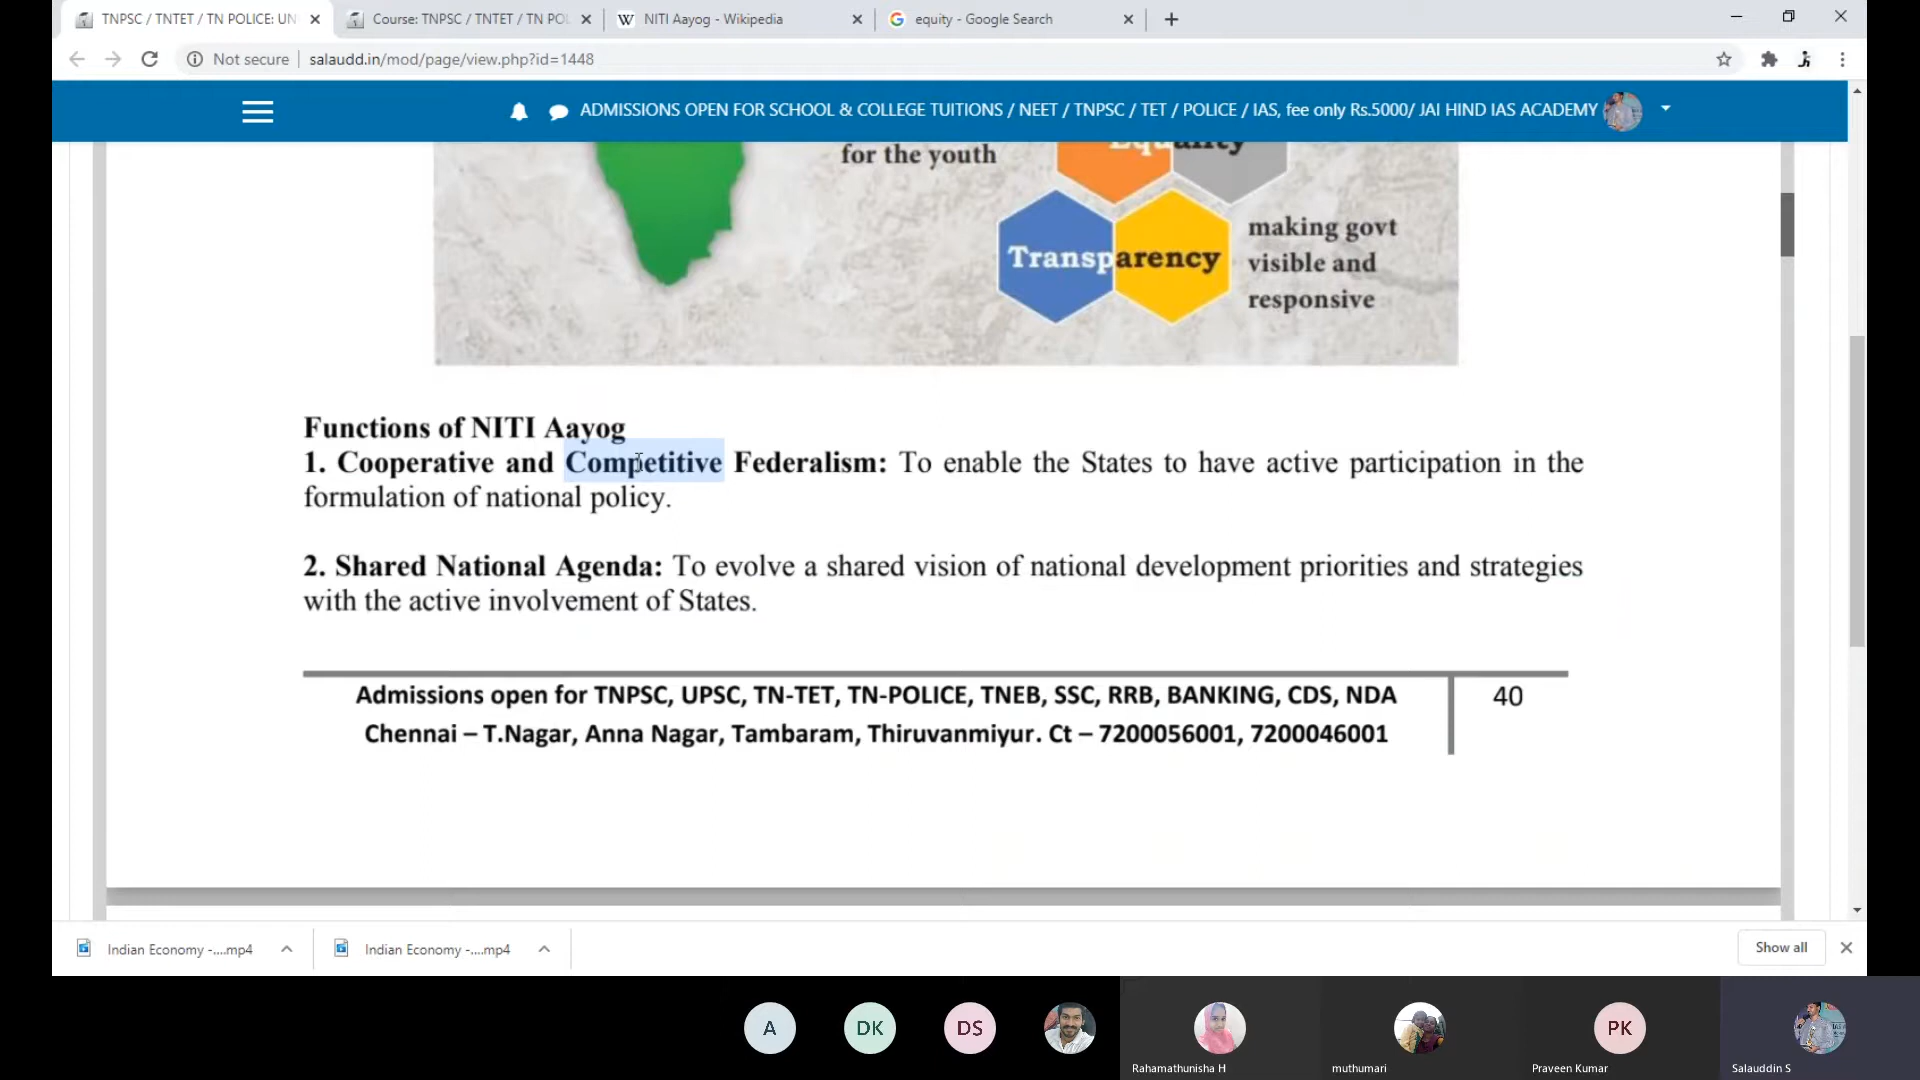 TNPSC / TNTET / TN POLICE: UN
Course: TNPSC / TNTET / TN POL
NITI Aayog - Wikipedia
equity - Google Search
Not secure
salaudd.in/mod/page/view.php?id=1448
ADMISSIONS OPEN FOR SCHOOL & COLLEGE TUITIONS / NEET / TNPSC / TET / POLICE / IAS, fee only Rs.5000/ JAI HIND IAS ACADEMY
for the youth
Transparency
making govt
visible and
responsive
Functions of NITI Aayog
1. Cooperative and Competitive Federalism: To enable the States to have active participation in the
formulation of national policy.
2. Shared National Agenda: To evolve a shared vision of national development priorities and strategies
with the active involvement of States.
Admissions open for TNPSC, UPSC, TN-TET, TN-POLICE, TNEB, SSC, RRB, BANKING, CDS, NDA
Chennai – T.Nagar, Anna Nagar, Tambaram, Thiruvanmiyur. Ct – 7200056001, 7200046001
40
Indian Economy -....mp4
Indian Economy -....mp4
Show all
A
DK
DS
PK
Rahamathunisha H
muthumari
Praveen Kumar
Salauddin S